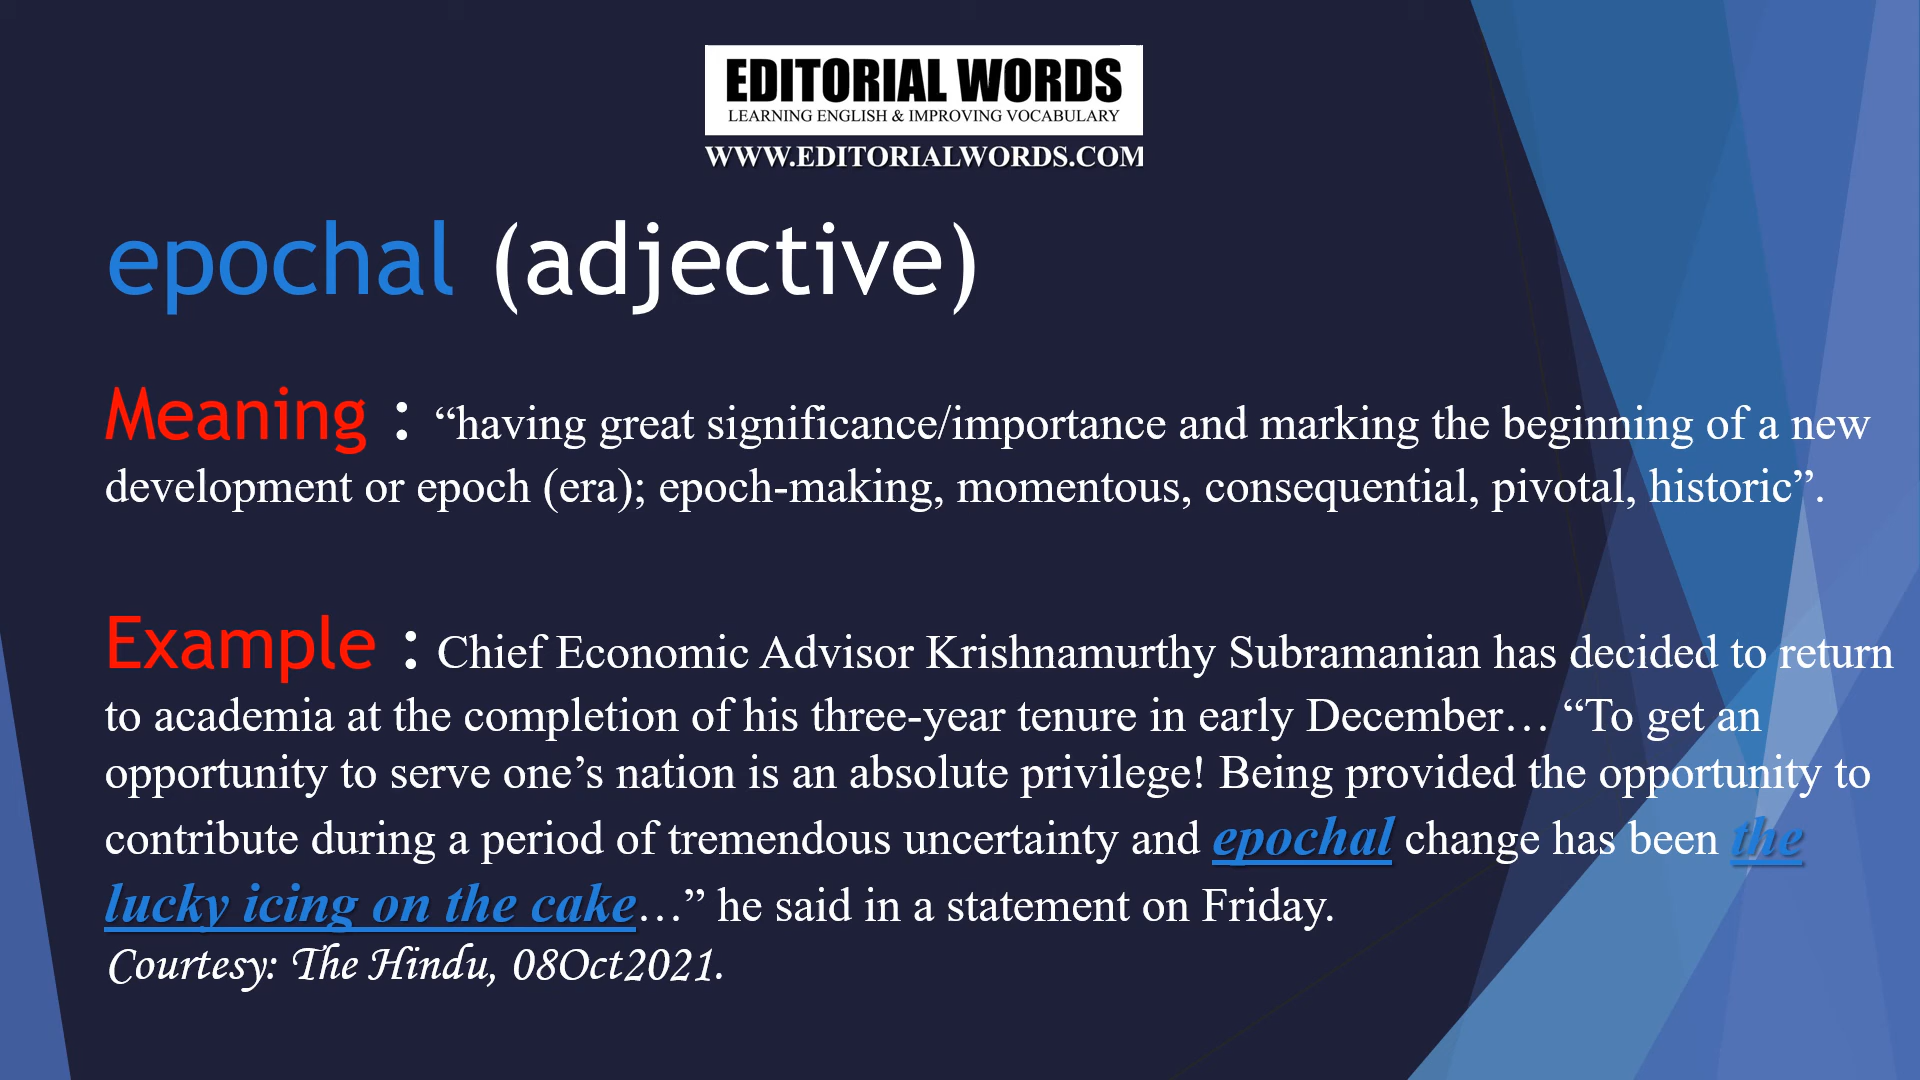 EDITORIAL WORDS
LEARNING ENGLISH & IMPROVING VOCABULARY
WWW.EDITORIALWORDS.COM
epochal (adjective)
Meaning : “having great significance/importance and marking the beginning of a new
development or epoch (era); epoch-making, momentous, consequential, pivotal, historic”.
Example : Chief Economic Advisor Krishnamurthy Subramanian has decided to return
to academia at the completion of his three-year tenure in early December… “To get an
opportunity to serve one’s nation is an absolute privilege! Being provided the opportunity to
contribute during a period of tremendous uncertainty and epochal change has been the
lucky icing on the cake…” he said in a statement on Friday.
Courtesy: The Hindu, 08Oct2021.